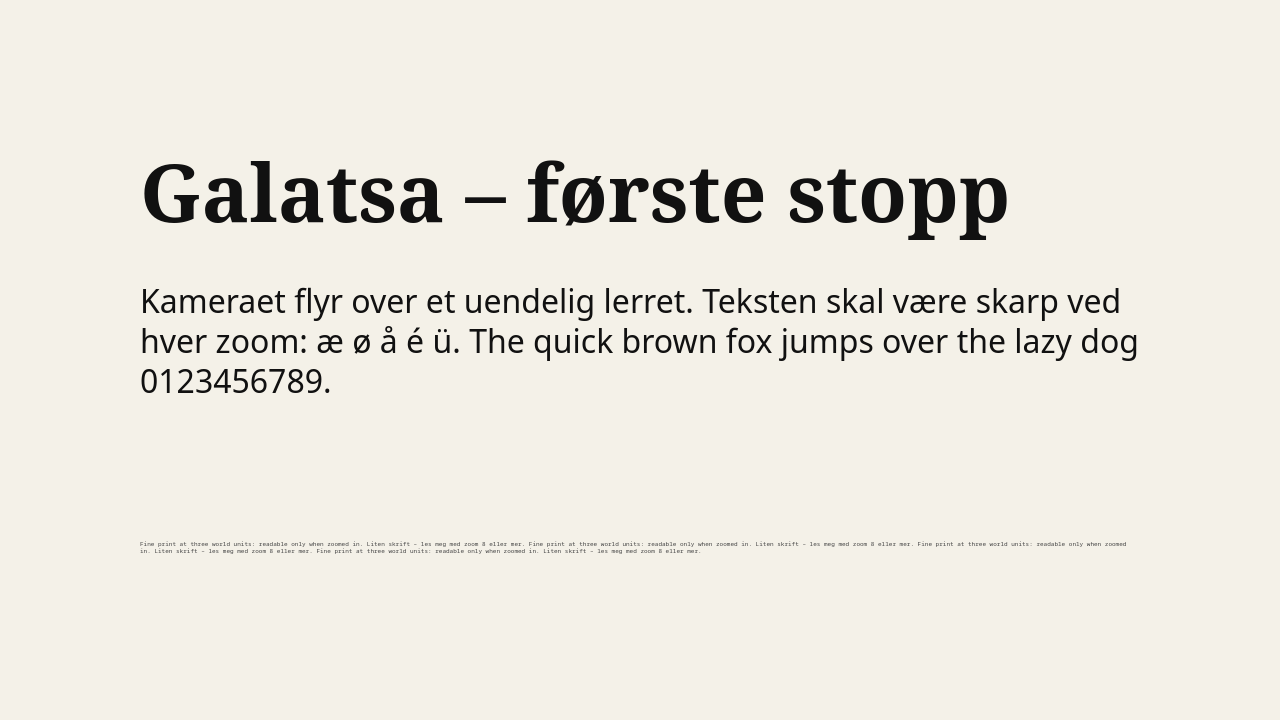 Galatsa – første stopp
Kameraet flyr over et uendelig lerret. Teksten skal være skarp ved
hver zoom: æ ø å é ü. The quick brown fox jumps over the lazy dog
0123456789.
Fine print at three world units: readable only when zoomed in. Liten skrift – les meg med zoom 8 eller mer. Fine print at three world units: readable only when zoomed in. Liten skrift – les meg med zoom 8 eller mer. Fine print at three world units: readable only when zoomed
in. Liten skrift – les meg med zoom 8 eller mer. Fine print at three world units: readable only when zoomed in. Liten skrift – les meg med zoom 8 eller mer.